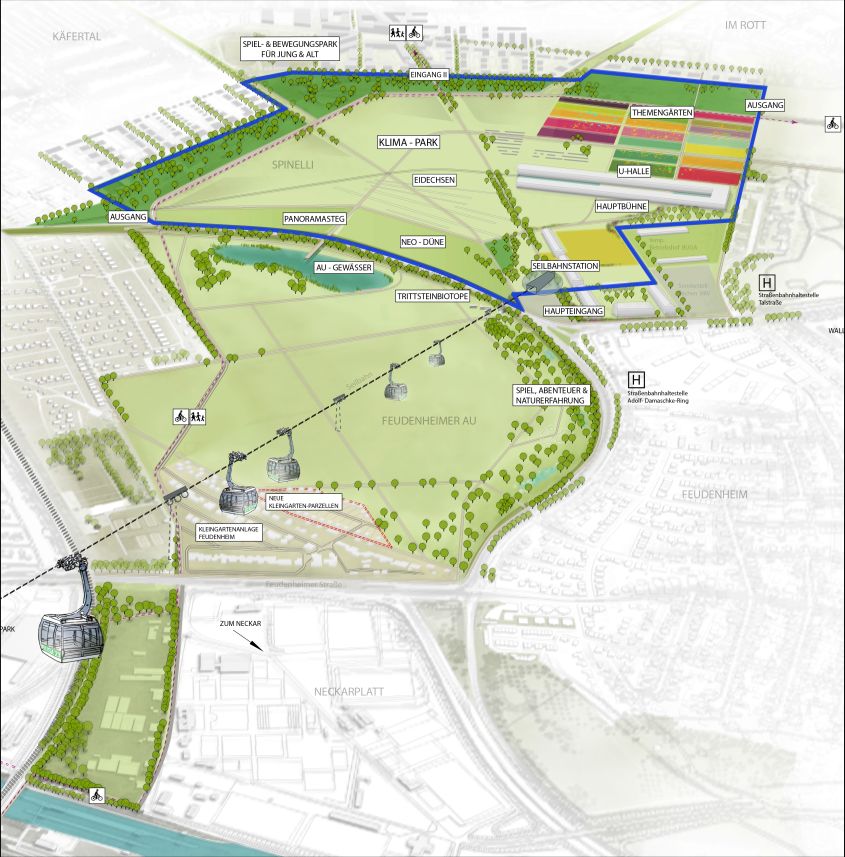 KÄFERTAL
IM ROTT
SPIEL- & BEWEGUNGSPARK
FÜR JUNG & ALT
EINGANG II
AUSGANG
THEMENGÄRTEN
KLIMA - PARK
SPINELLI
EIDECHSEN
U-HALLE
HAUPTBÜHNE
AUSGANG
PANORAMASTEG
NEO - DÜNE
AU - GEWÄSSER
SEILBAHNSTATION
TRITTSTEINBIOTOPE
HAUPTEINGANG
H
Straßenbahnhaltestelle
Talstraße
WALL
Seilbahn
SPIEL, ABENTEUER &
NATURERFAHRUNG
H
Straßenbahnhaltestelle
Adolf- Damaschke-Ring
FEUDENHEIMER AU
FEUDENHEIM
NEUE
KLEINGARTEN-PARZELLEN
KLEINGARTENANLAGE
FEUDENHEIM
Feudenheimer Straße
PARK
ZUM NECKAR
NECKARPLATT